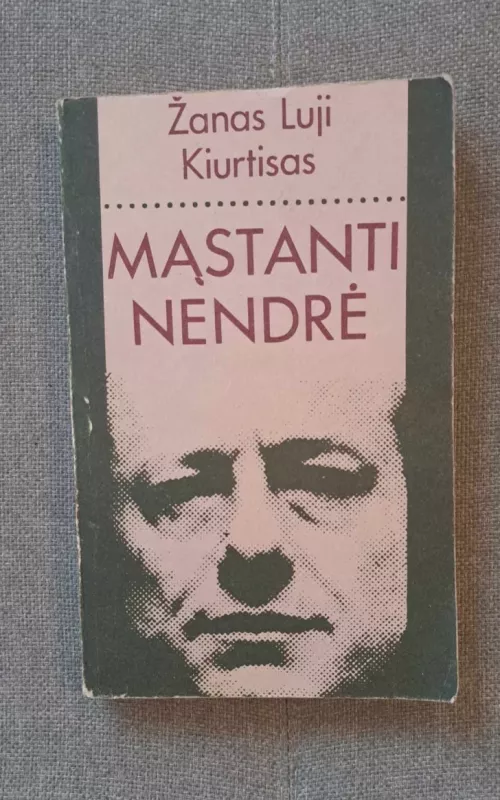 Žanas Luji
Kiurtisas
MĄSTANTI
NENDRĖ